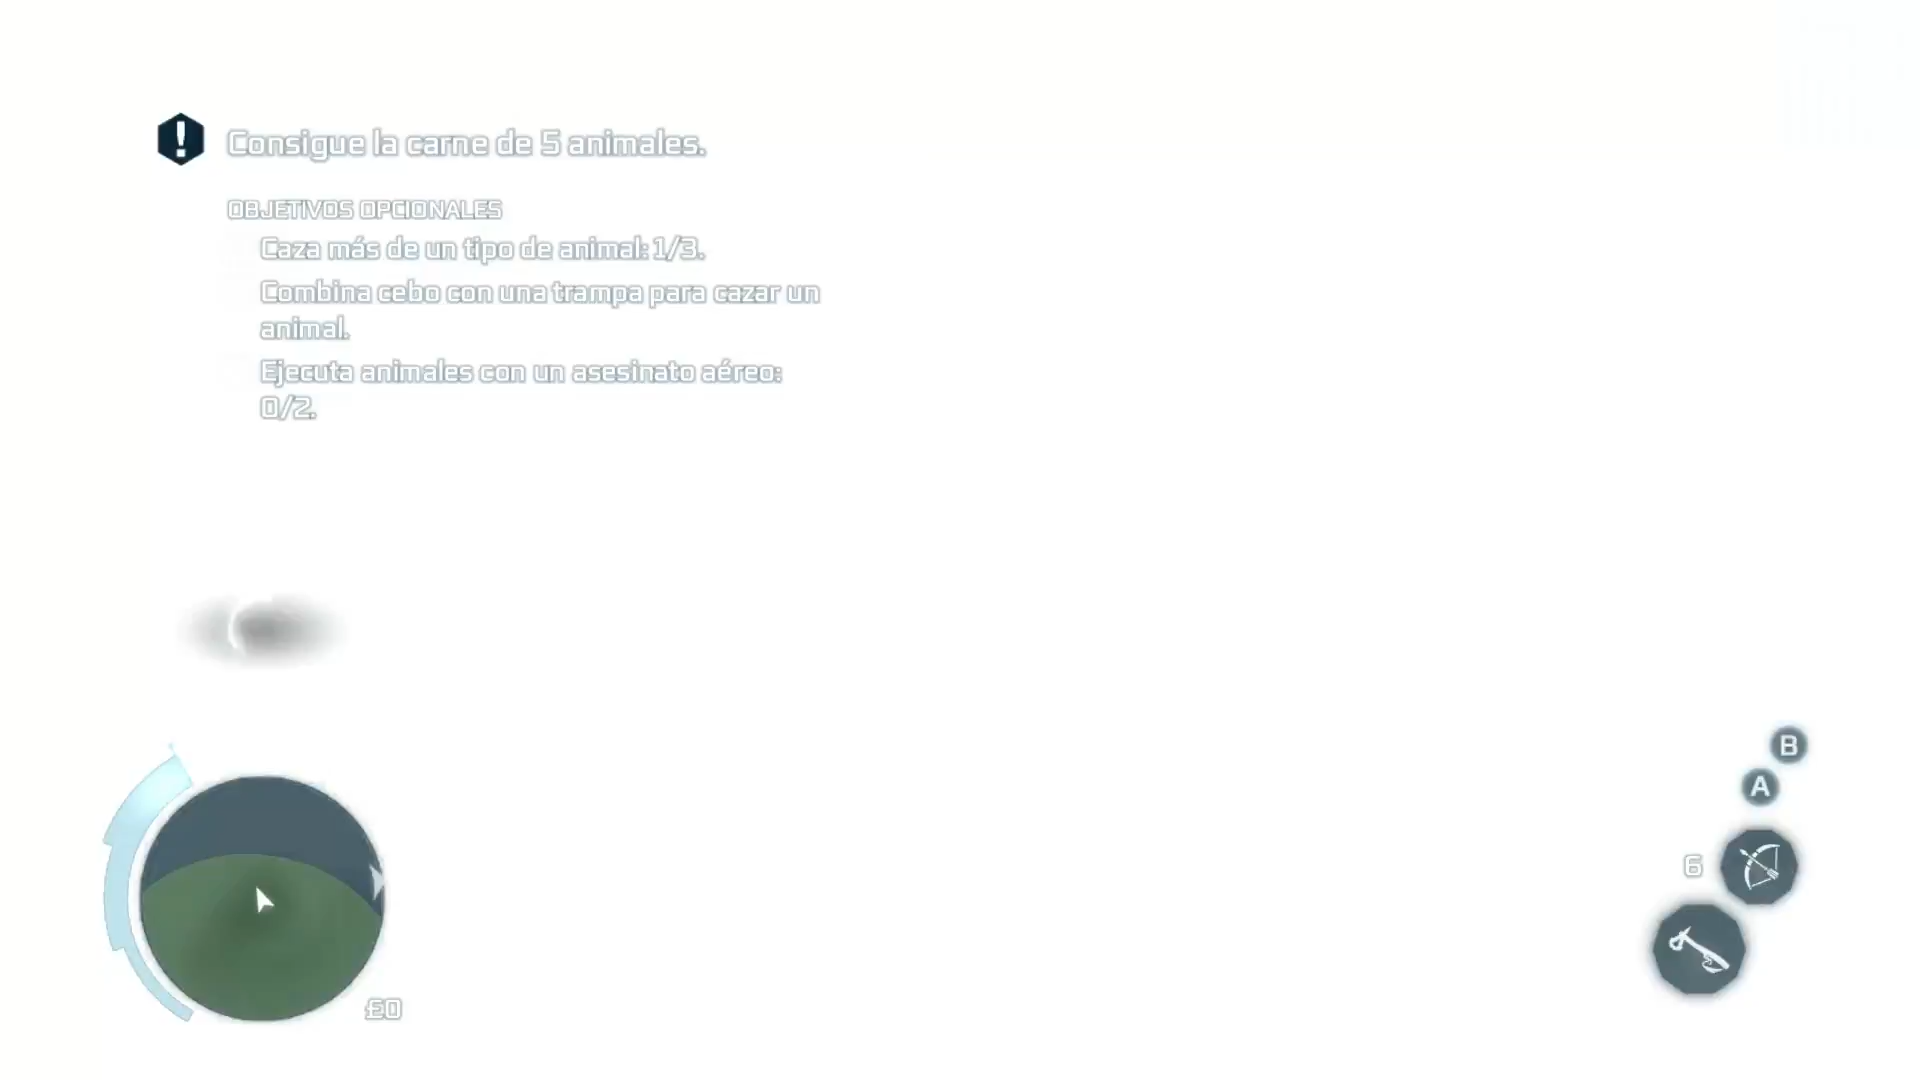 Consigue la carne de 5 animales.
OBJETIVOS OPCIONALES
Caza más de un tipo de animal: 1/3.
Combina cebo con una trampa para cazar un
animal.
Ejecuta animales con un asesinato aéreo:
0/2.
B
A
6
£0